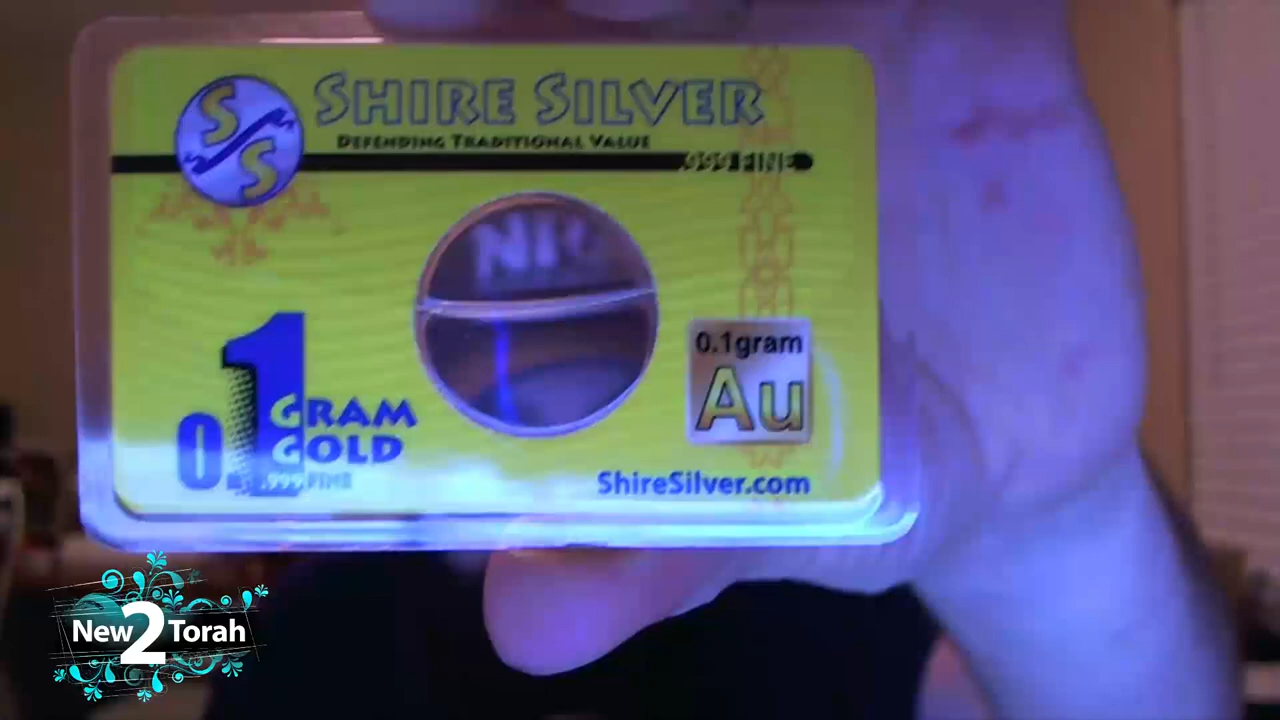 SS
SHIRE SILVER
DEFENDING TRADITIONAL VALUE
.999 FINE
0.1 GRAM
GOLD
.999 FINE
0.1gram
Au
ShireSilver.com
New2Torah